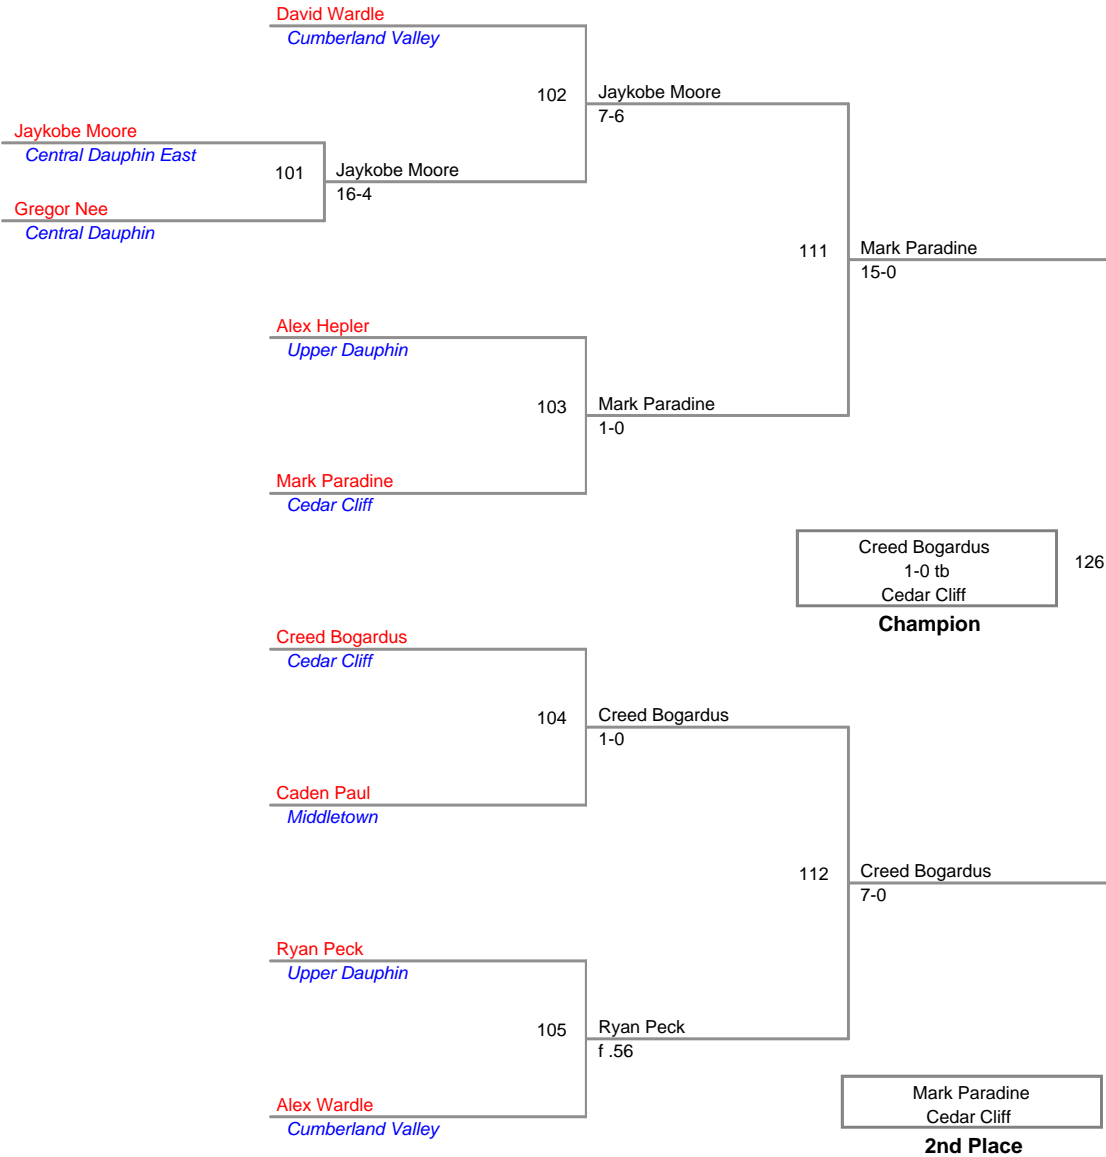 David Wardle
Cumberland Valley
102
Jaykobe Moore
7-6
Jaykobe Moore
Central Dauphin East
101
Jaykobe Moore
16-4
Gregor Nee
Central Dauphin
111
Mark Paradine
15-0
Alex Hepler
Upper Dauphin
103
Mark Paradine
1-0
Mark Paradine
Cedar Cliff
Creed Bogardus
1-0 tb
Cedar Cliff
126
Champion
Creed Bogardus
Cedar Cliff
104
Creed Bogardus
1-0
Caden Paul
Middletown
112
Creed Bogardus
7-0
Ryan Peck
Upper Dauphin
105
Ryan Peck
f .56
Alex Wardle
Cumberland Valley
Mark Paradine
Cedar Cliff
2nd Place